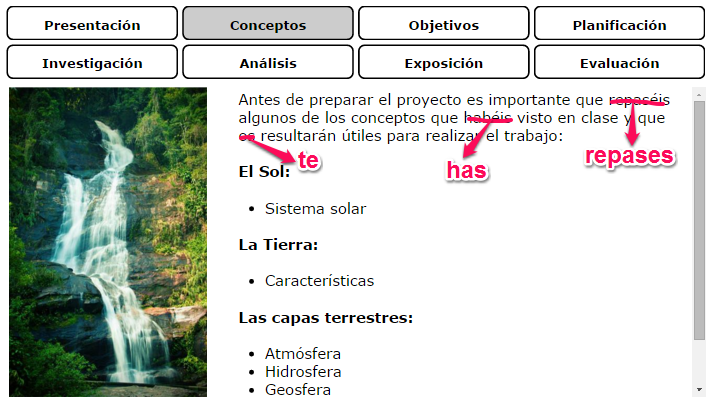 Presentación Conceptos Objetivos Planificación
Investigación Análisis Exposición Evaluación
Antes de preparar el proyecto es importante que repaséis
algunos de los conceptos que habéis visto en clase y que
os resultarán útiles para realizar el trabajo:
te
has
repases
El Sol:
Sistema solar
La Tierra:
Características
Las capas terrestres:
Atmósfera
Hidrosfera
Geosfera